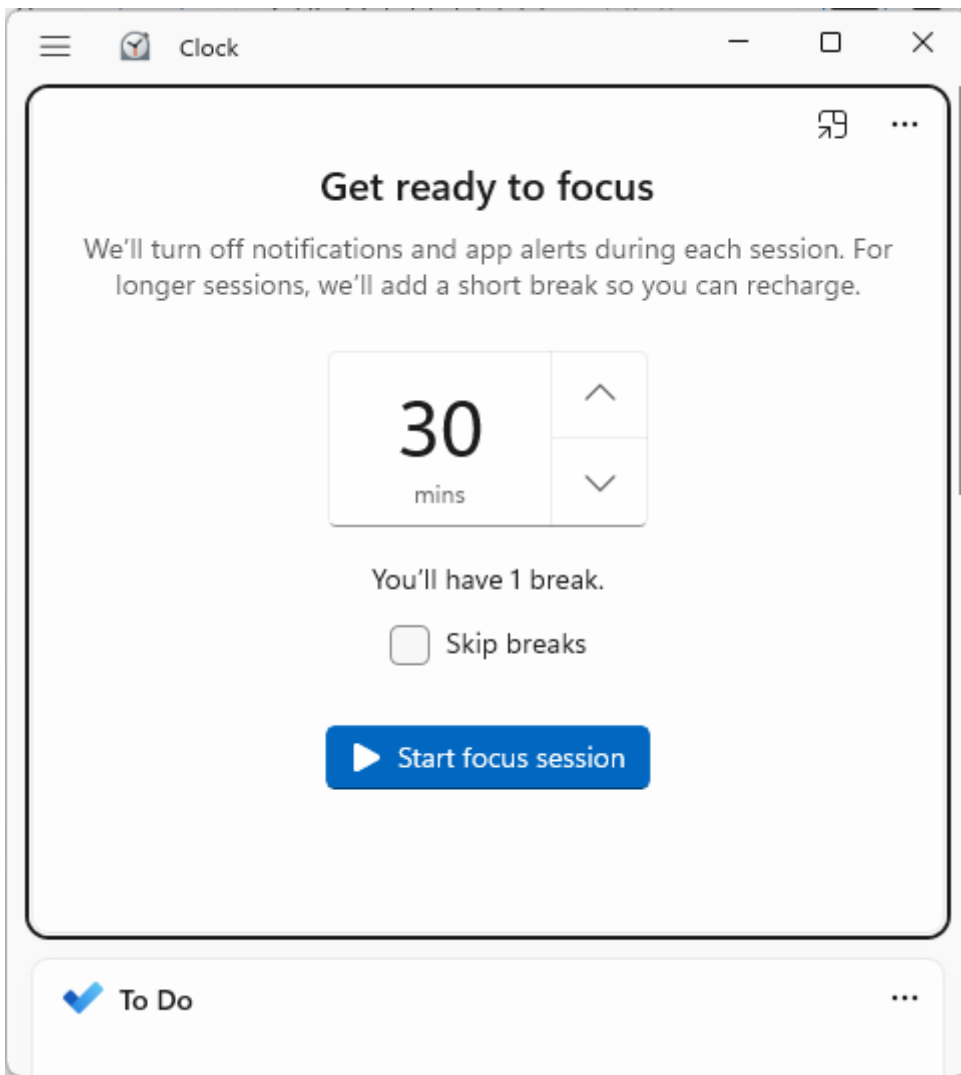 Clock
Get ready to focus
We'll turn off notifications and app alerts during each session. For
longer sessions, we'll add a short break so you can recharge.
30
mins
You'll have 1 break.
Skip breaks
Start focus session
To Do